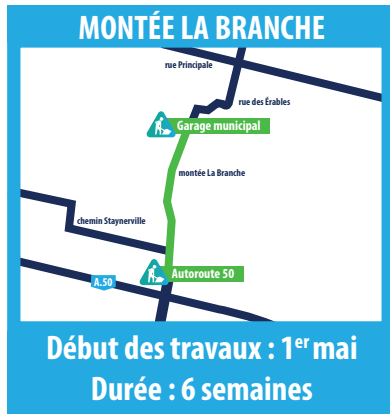 MONTÉE LA BRANCHE
rue Principale
rue des Érables
Garage municipal
montée La Branche
chemin Staynerville
Autoroute 50
A.50
Début des travaux : 1er mai
Durée : 6 semaines